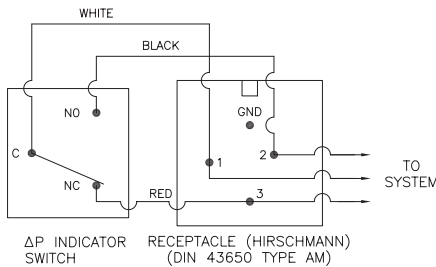 WHITE
BLACK
NO
GND
C
1
2
TO
SYSTEM
NC
RED
3
ΔP INDICATOR
SWITCH
RECEPTACLE (HIRSCHMANN)
(DIN 43650 TYPE AM)